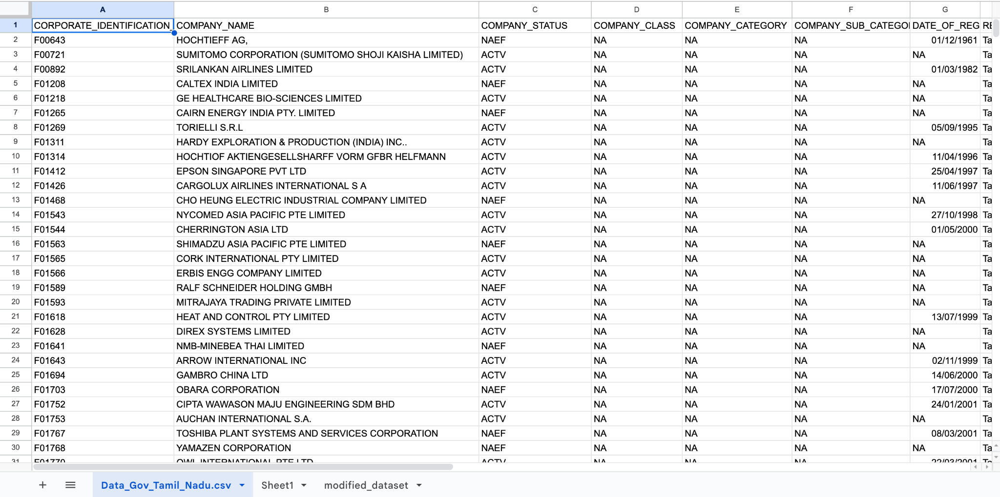 A B C D E F G
1 CORPORATE_IDENTIFICATION_ COMPANY_NAME COMPANY_STATUS COMPANY_CLASS COMPANY_CATEGORY COMPANY_SUB_CATEGO DATE_OF_REG RE
2 F00643 HOCHTIEFF AG, NAEF NA NA NA 01/12/1961 Ta
3 F00721 SUMITOMO CORPORATION (SUMITOMO SHOJI KAISHA LIMITED) ACTV NA NA NA NA Ta
4 F00892 SRILANKAN AIRLINES LIMITED ACTV NA NA NA 01/03/1982 Ta
5 F01208 CALTEX INDIA LIMITED NAEF NA NA NA NA Ta
6 F01218 GE HEALTHCARE BIO-SCIENCES LIMITED ACTV NA NA NA NA Ta
7 F01265 CAIRN ENERGY INDIA PTY. LIMITED NAEF NA NA NA NA Ta
8 F01269 TORIELLI S.R.L ACTV NA NA NA 05/09/1995 Ta
9 F01311 HARDY EXPLORATION & PRODUCTION (INDIA) INC.. ACTV NA NA NA NA Ta
10 F01314 HOCHTIOF AKTIENGESELLSHARFF VORM GFBR HELFMANN ACTV NA NA NA 11/04/1996 Ta
11 F01412 EPSON SINGAPORE PVT LTD ACTV NA NA NA 25/04/1997 Ta
12 F01426 CARGOLUX AIRLINES INTERNATIONAL S A ACTV NA NA NA 11/06/1997 Ta
13 F01468 CHO HEUNG ELECTRIC INDUSTRIAL COMPANY LIMITED NAEF NA NA NA NA Ta
14 F01543 NYCOMED ASIA PACIFIC PTE LIMITED ACTV NA NA NA 27/10/1998 Ta
15 F01544 CHERRINGTON ASIA LTD ACTV NA NA NA 01/05/2000 Ta
16 F01563 SHIMADZU ASIA PACIFIC PTE LIMITED NAEF NA NA NA NA Ta
17 F01565 CORK INTERNATIONAL PTY LIMITED ACTV NA NA NA NA Ta
18 F01566 ERBIS ENGG COMPANY LIMITED ACTV NA NA NA NA Ta
19 F01589 RALF SCHNEIDER HOLDING GMBH NAEF NA NA NA NA Ta
20 F01593 MITRAJAYA TRADING PRIVATE LIMITED ACTV NA NA NA NA Ta
21 F01618 HEAT AND CONTROL PTY LIMITED ACTV NA NA NA 13/07/1999 Ta
22 F01628 DIREX SYSTEMS LIMITED ACTV NA NA NA NA Ta
23 F01641 NMB-MINEBEA THAI LIMITED NAEF NA NA NA NA Ta
24 F01643 ARROW INTERNATIONAL INC ACTV NA NA NA 02/11/1999 Ta
25 F01694 GAMBRO CHINA LTD ACTV NA NA NA 14/06/2000 Ta
26 F01703 OBARA CORPORATION NAEF NA NA NA 17/07/2000 Ta
27 F01752 CIPTA WAWASON MAJU ENGINEERING SDM BHD ACTV NA NA NA 24/01/2001 Ta
28 F01753 AUCHAN INTERNATIONAL S.A. ACTV NA NA NA NA Ta
29 F01767 TOSHIBA PLANT SYSTEMS AND SERVICES CORPORATION NAEF NA NA NA 08/03/2001 Ta
30 F01768 YAMAZEN CORPORATION NAEF NA NA NA NA Ta
31 F01770 OWL INTERNATIONAL PTE LTD ACTV NA NA NA 22/03/2001 Ta
Data_Gov_Tamil_Nadu.csv Sheet1 modified_dataset